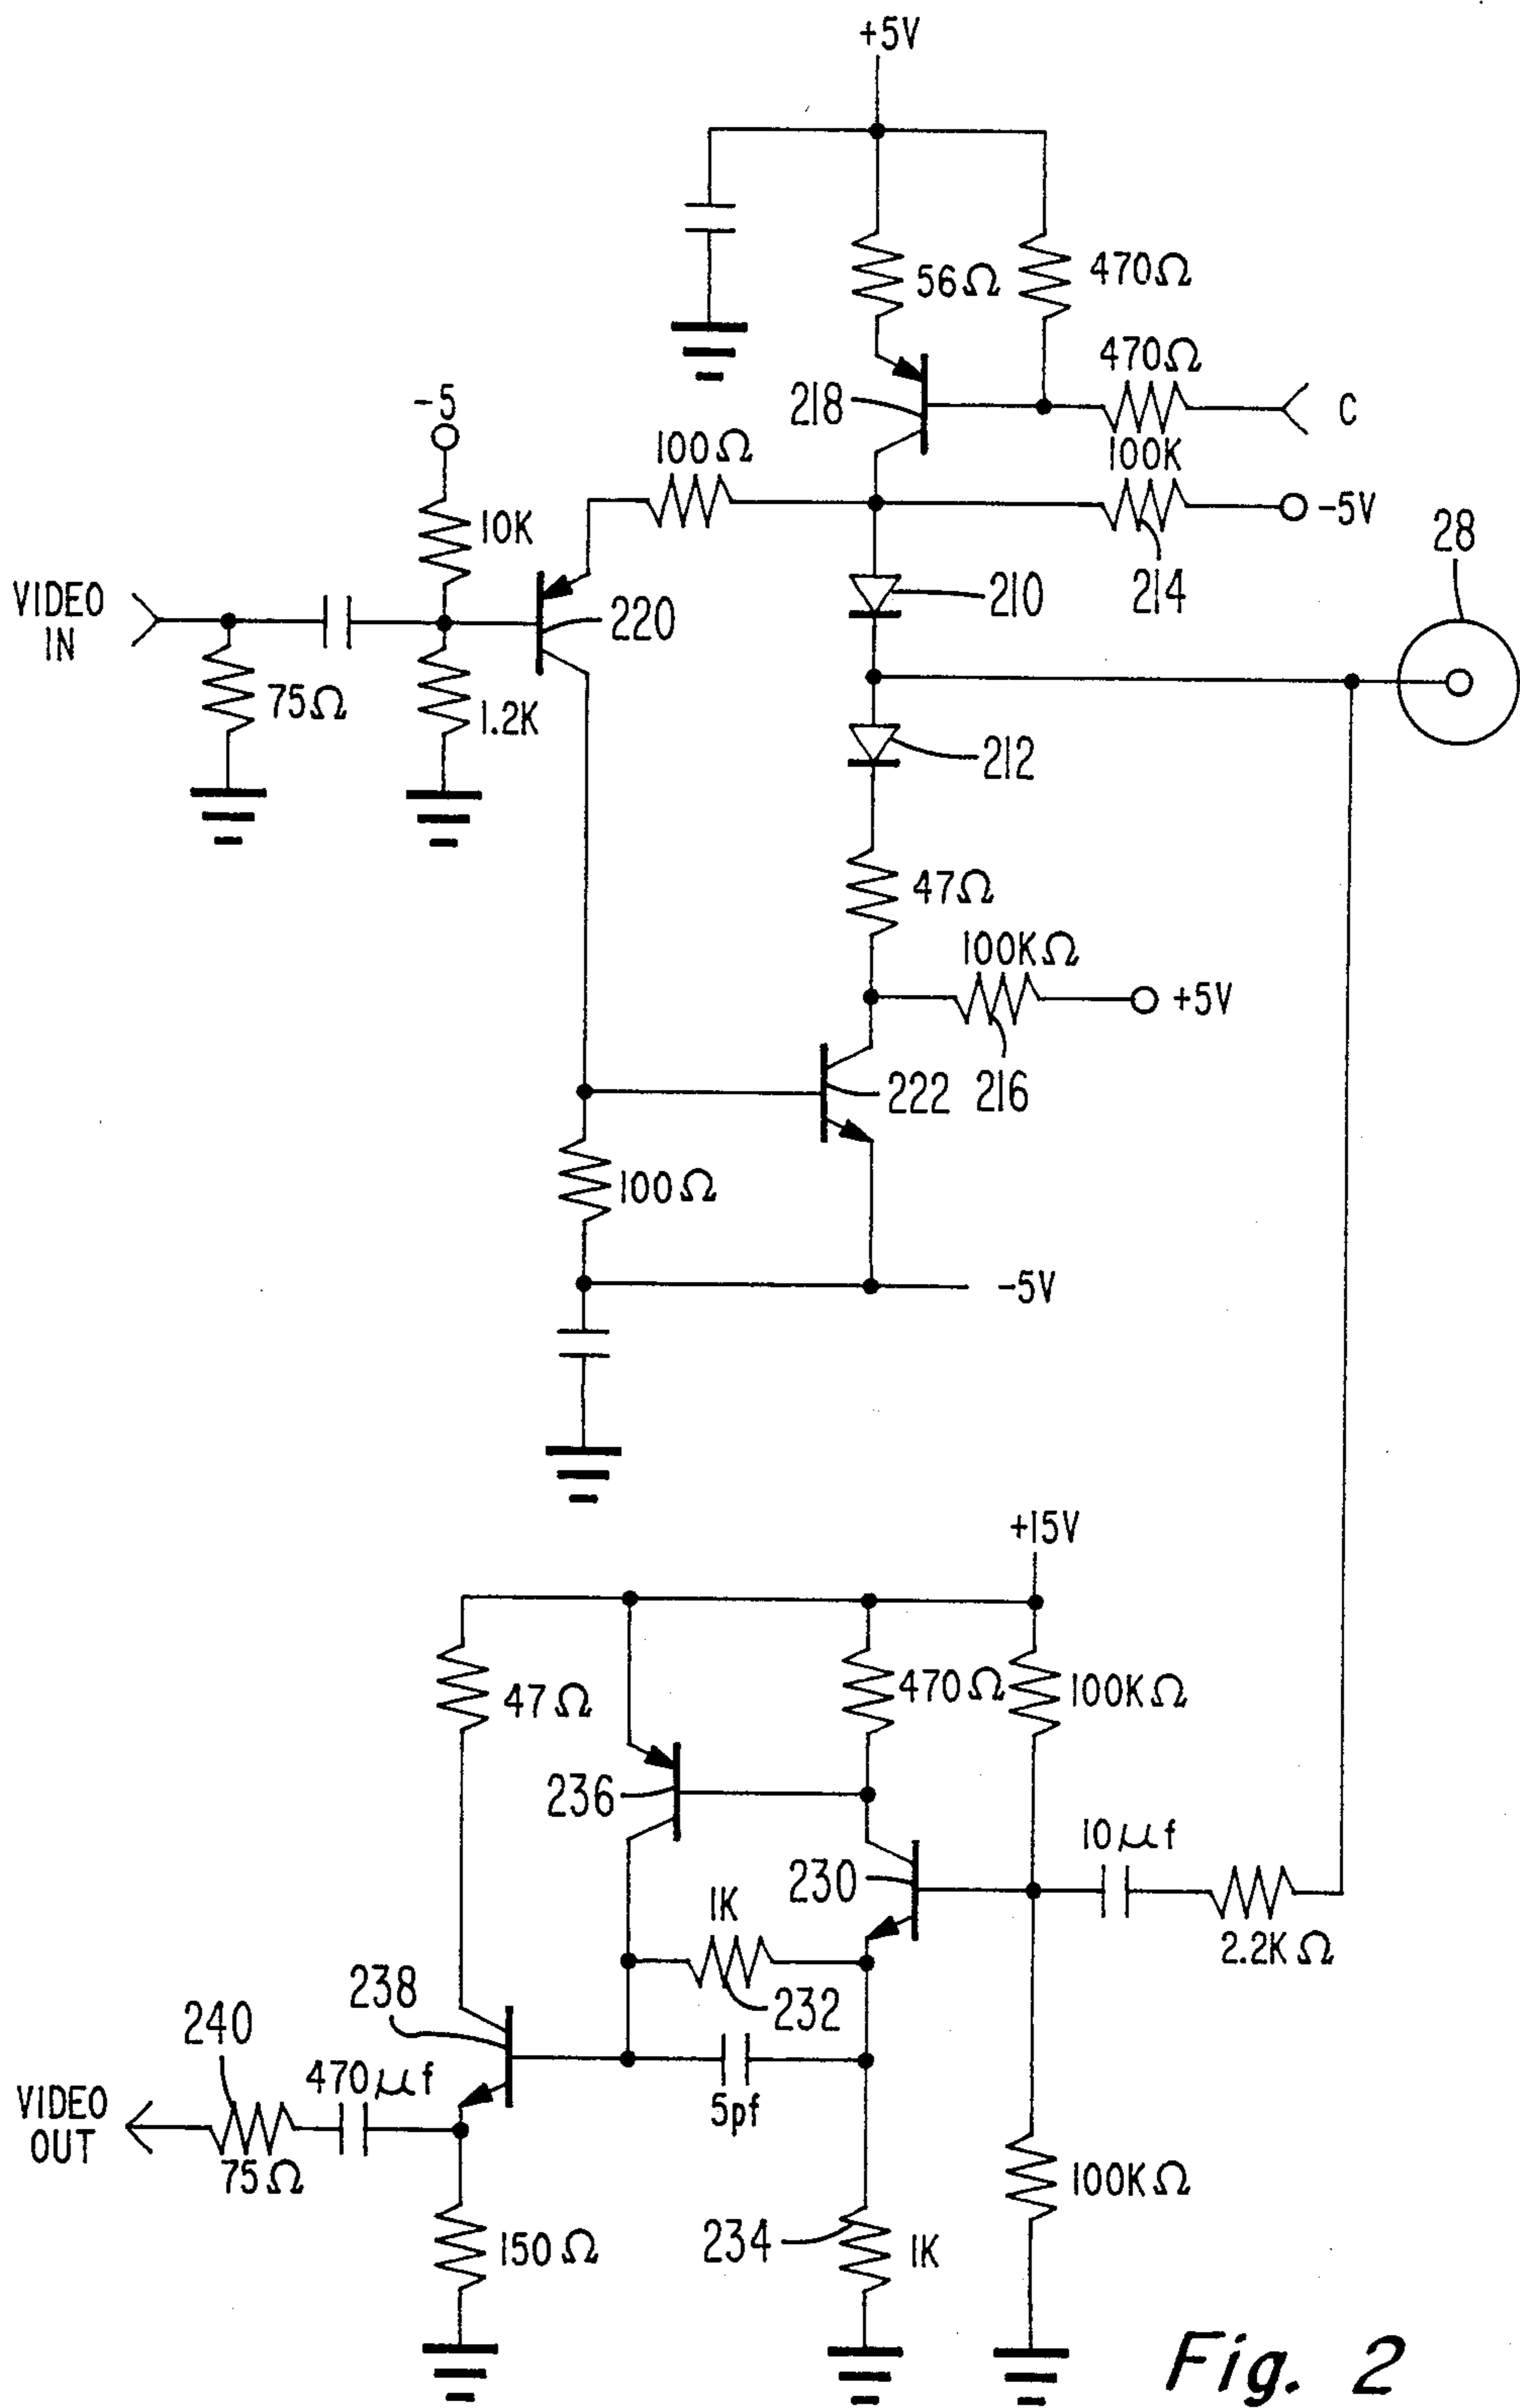 +5V
56Ω
470Ω
470Ω
C
218
-5
100Ω
100K
-5V
28
10K
214
210
VIDEO
IN
220
75Ω
1.2K
212
47Ω
100KΩ
+5V
222
216
100Ω
-5V
+15V
47Ω
470Ω
100KΩ
236
10μf
230
1K
2.2KΩ
238
232
240
470μf
VIDEO
OUT
5pf
75Ω
100KΩ
150Ω
234
1K
Fig. 2